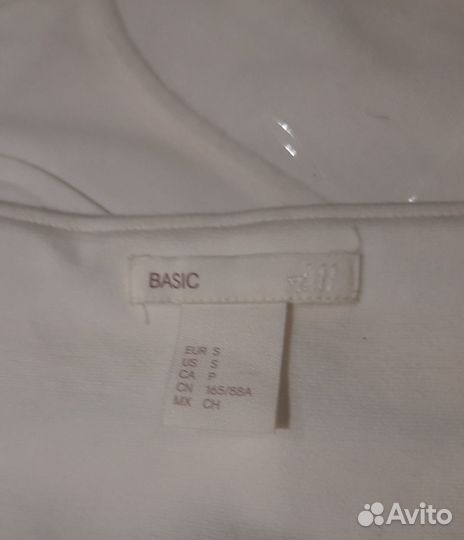 BASIC
EUR S
US S
CA P
CN 165/88A
MX CH
Avito